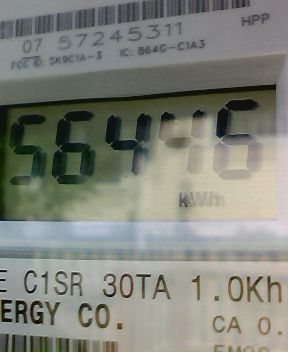 07 57245311 HPP
FCC ID: SK9C1A-3 IC: 864G-C1A3
56446
kWh
E C1SR 30TA 1.0Kh
ERGY CO. CA 0.